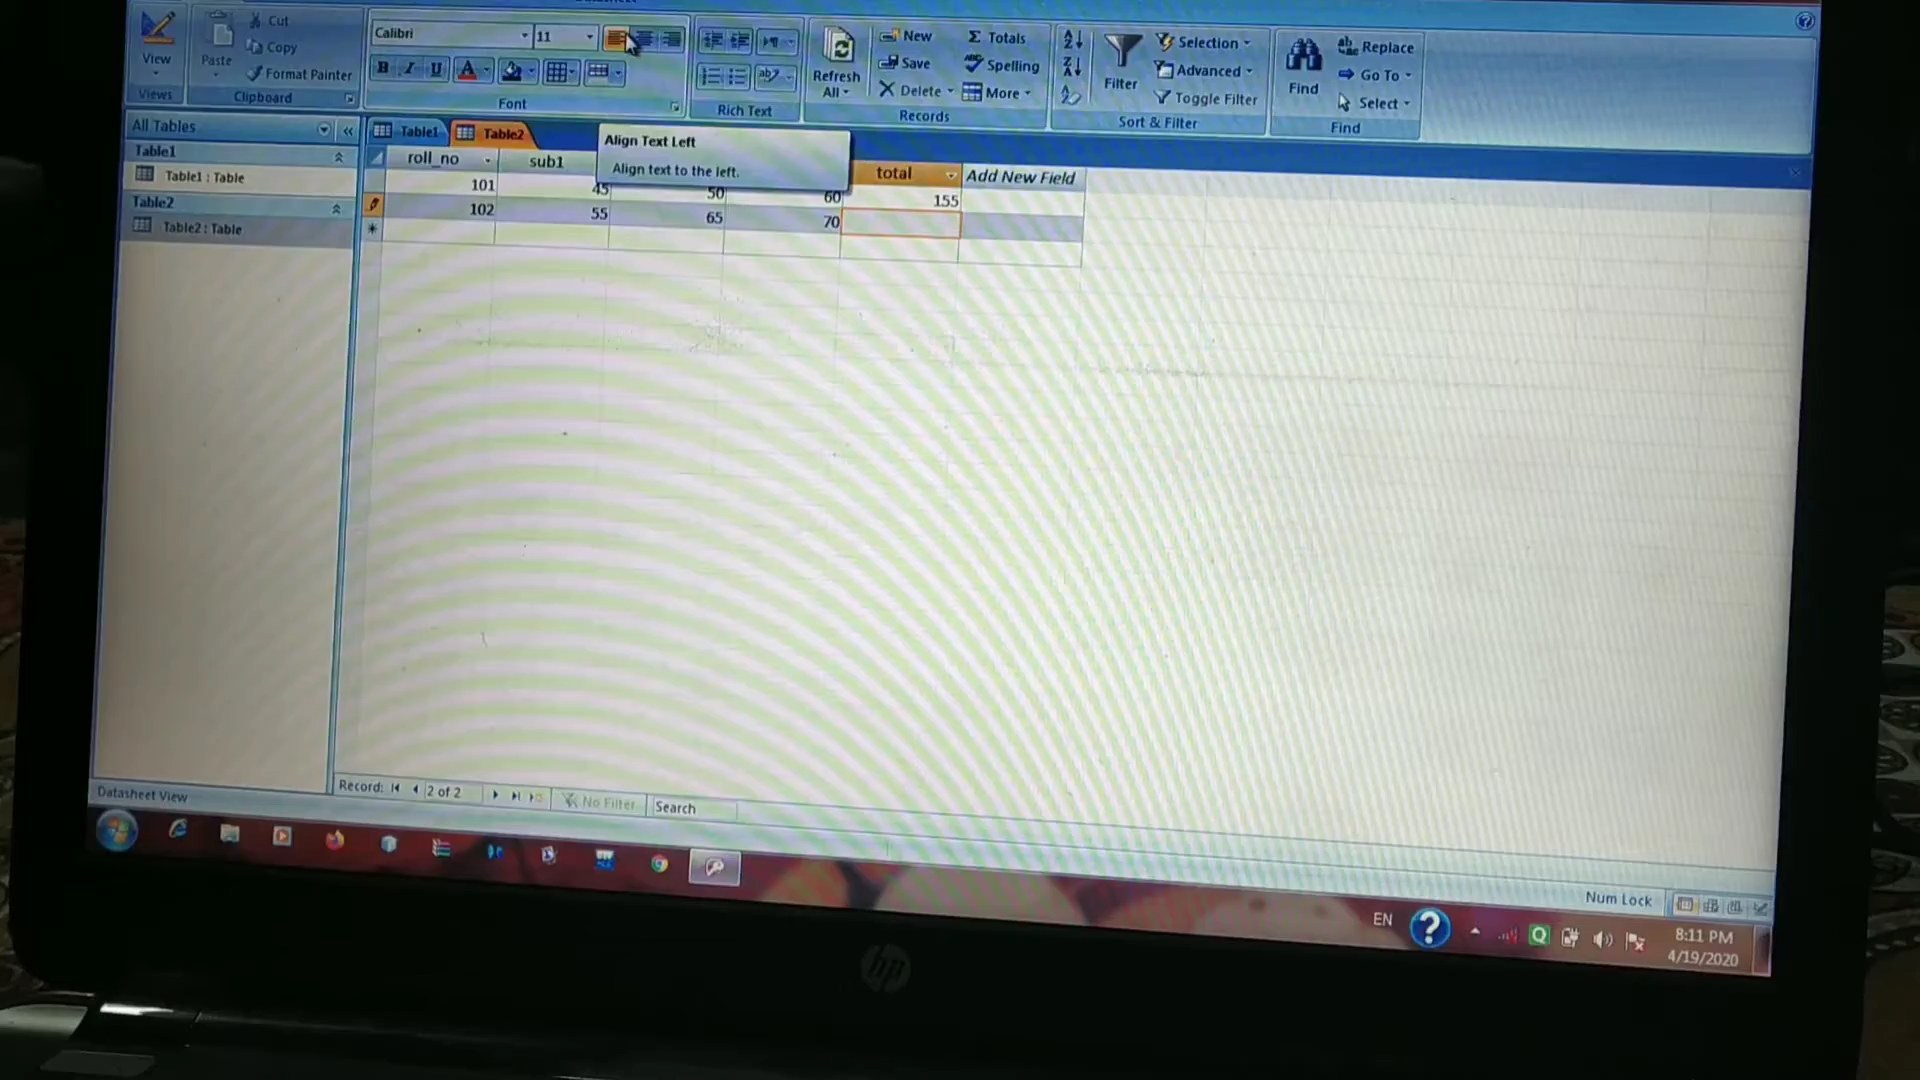 Calibri 11
Cut
Copy
Format Painter
View
Paste
B I U
Refresh All
New
Save
Delete
Totals
Spelling
More
Filter
Selection
Advanced
Toggle Filter
Find
Replace
Go To
Select
Views
Clipboard
Font
Rich Text
Records
Sort & Filter
Find
All Tables
Table1
Table1 : Table
Table2
Table2 : Table
Table1 Table2
Align Text Left
Align text to the left.
roll_no sub1 total Add New Field
101 45 50 60 155
102 55 65 70
Record: 2 of 2 No Filter Search
Datasheet View
Num Lock
EN
8:11 PM
4/19/2020
hp